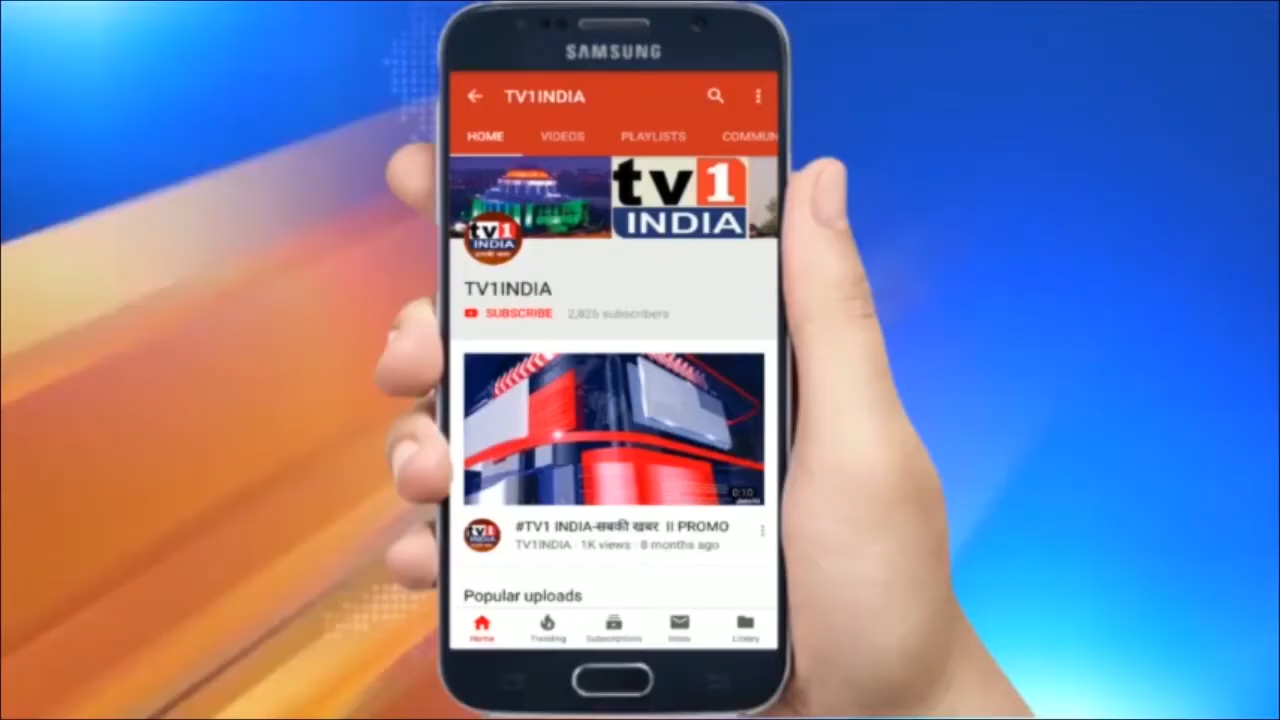 SAMSUNG
TV1INDIA
HOME VIDEOS PLAYLISTS COMMUN
tv1
INDIA
tv1
INDIA
TV1INDIA
SUBSCRIBE 2,826 subscribers
0:10
#TV1 INDIA-सबकी खबर II PROMO
TV1INDIA · 1K views · 8 months ago
Popular uploads
Home Trending Subscriptions Inbox Library